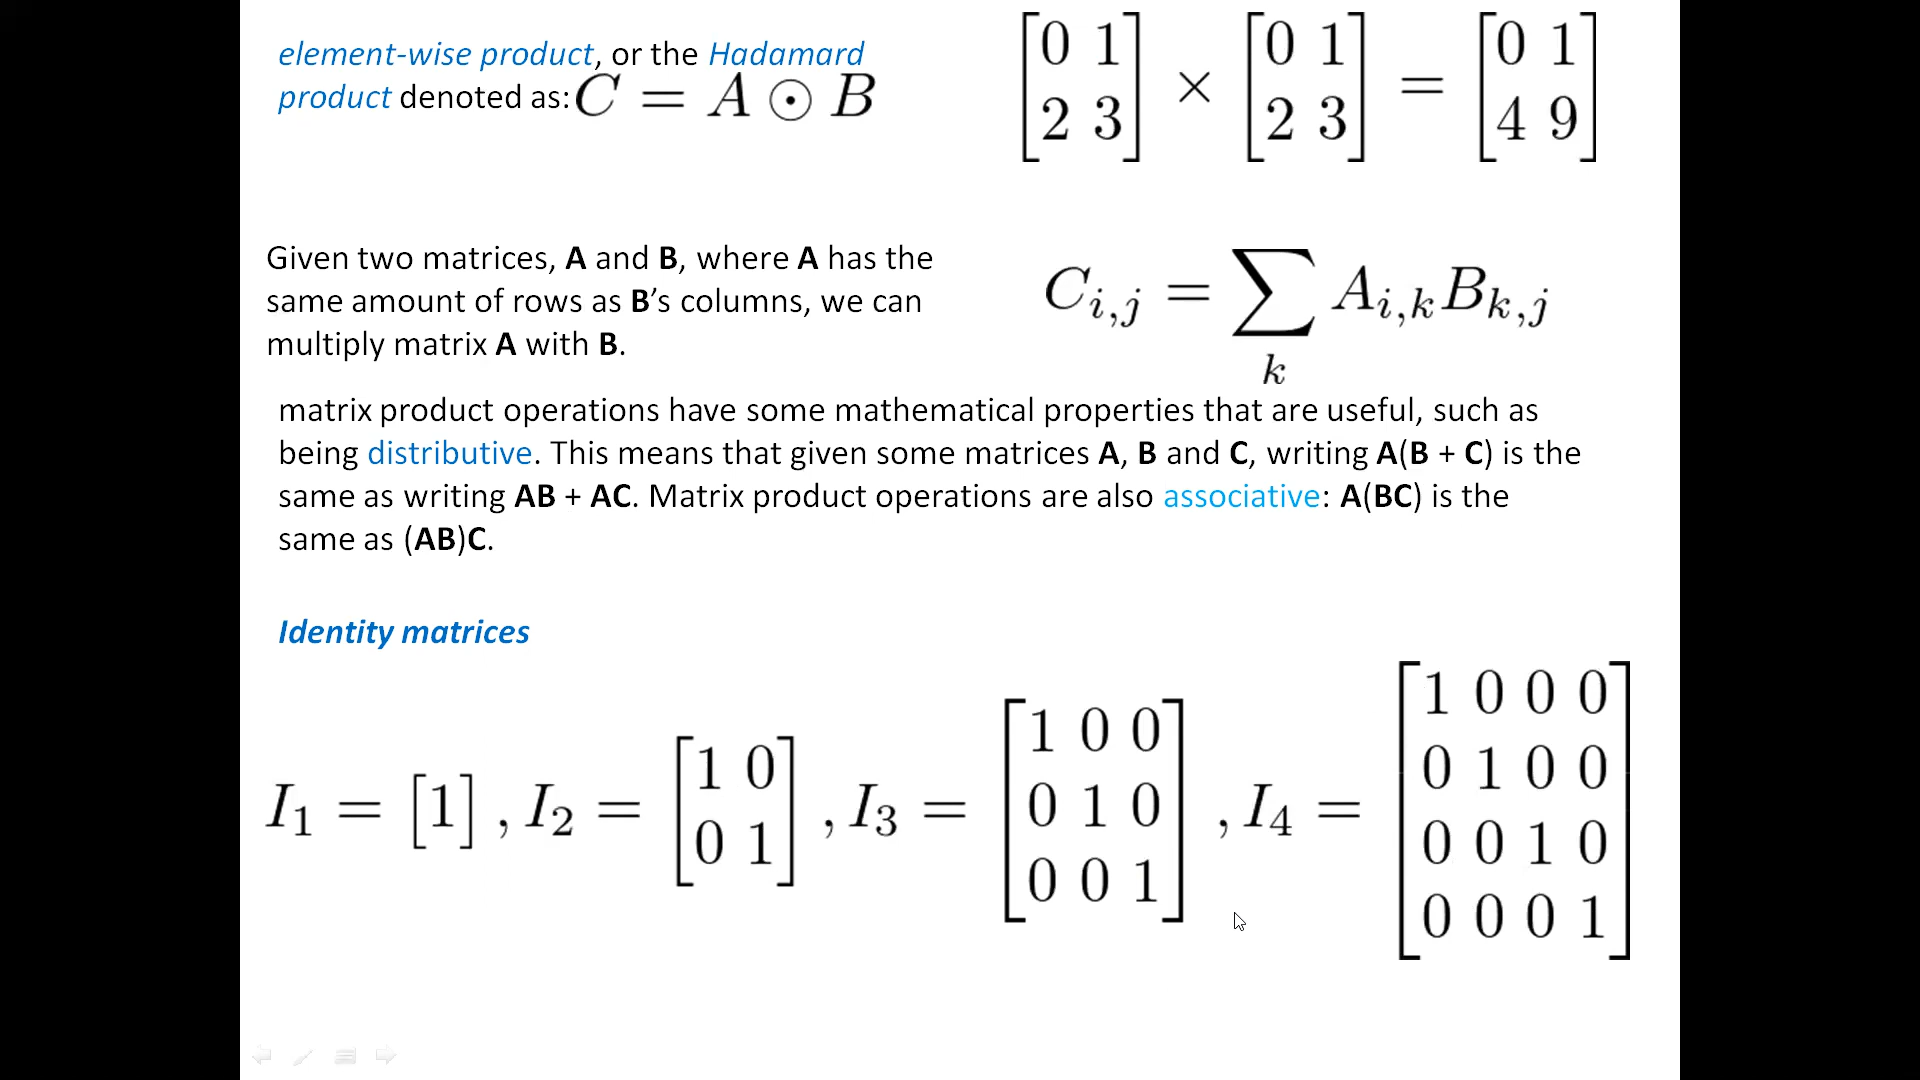 element-wise product, or the Hadamard
product denoted as: C = A ⊙ B
[0 1; 2 3] × [0 1; 2 3] = [0 1; 4 9]
Given two matrices, A and B, where A has the
same amount of rows as B’s columns, we can
multiply matrix A with B.
C_{i,j} = ∑_k A_{i,k} B_{k,j}
matrix product operations have some mathematical properties that are useful, such as
being distributive. This means that given some matrices A, B and C, writing A(B + C) is the
same as writing AB + AC. Matrix product operations are also associative: A(BC) is the
same as (AB)C.
Identity matrices
I₁ = [1], I₂ = [1 0; 0 1], I₃ = [1 0 0; 0 1 0; 0 0 1], I₄ = [1 0 0 0; 0 1 0 0; 0 0 1 0; 0 0 0 1]